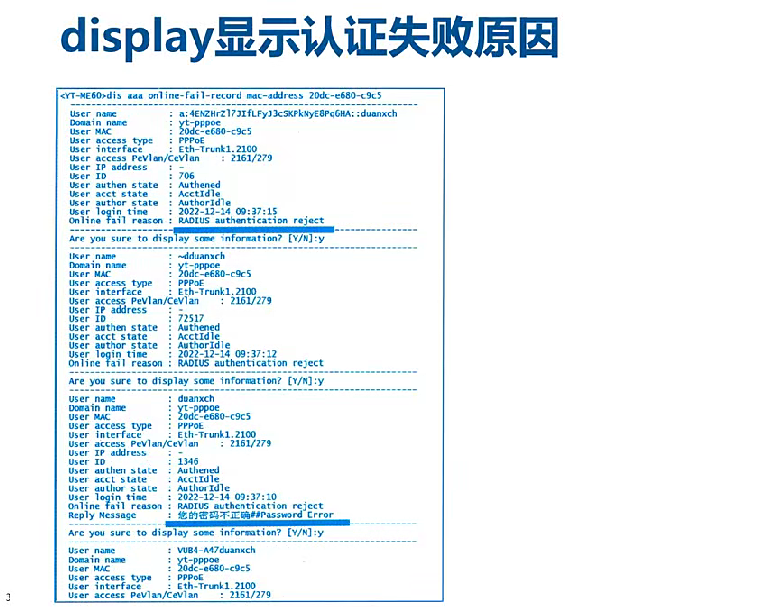 display显示认证失败原因
<YT-ME60>dis aaa online-fail-record mac-address 20dc-e680-c9c5
User name : a:4ENZHrZl7JIfLFyJ3cSKPkNyE8Pq6HA::duanxch
Domain name : yt-pppoe
User MAC : 20dc-e680-c9c5
User access type : PPPoE
User interface : Eth-Trunk1.2100
User access PeVlan/CeVlan : 2161/279
User IP address : -
User ID : 706
User authen state : Authened
User acct state : AcctIdle
User author state : AuthorIdle
User login time : 2022-12-14 09:37:15
Online fail reason : RADIUS authentication reject
Are you sure to display some information? [Y/N]:y
User name : ~dduanxch
Domain name : yt-pppoe
User MAC : 20dc-e680-c9c5
User access type : PPPoE
User interface : Eth-Trunk1.2100
User access PeVlan/CeVlan : 2161/279
User IP address : -
User ID : 72517
User authen state : Authened
User acct state : AcctIdle
User author state : AuthorIdle
User login time : 2022-12-14 09:37:12
Online fail reason : RADIUS authentication reject
Are you sure to display some information? [Y/N]:y
User name : duanxch
Domain name : yt-pppoe
User MAC : 20dc-e680-c9c5
User access type : PPPoE
User interface : Eth-Trunk1.2100
User access PeVlan/CeVlan : 2161/279
User IP address : -
User ID : 1346
User authen state : Authened
User acct state : AcctIdle
User author state : AuthorIdle
User login time : 2022-12-14 09:37:10
Online fail reason : RADIUS authentication reject
Reply Message : 您的密码不正确##Password Error
Are you sure to display some information? [Y/N]:y
User name : VUB4-A47duanxch
Domain name : yt-pppoe
User MAC : 20dc-e680-c9c5
User access type : PPPoE
User interface : Eth-Trunk1.2100
User access PeVlan/CeVlan : 2161/279
3